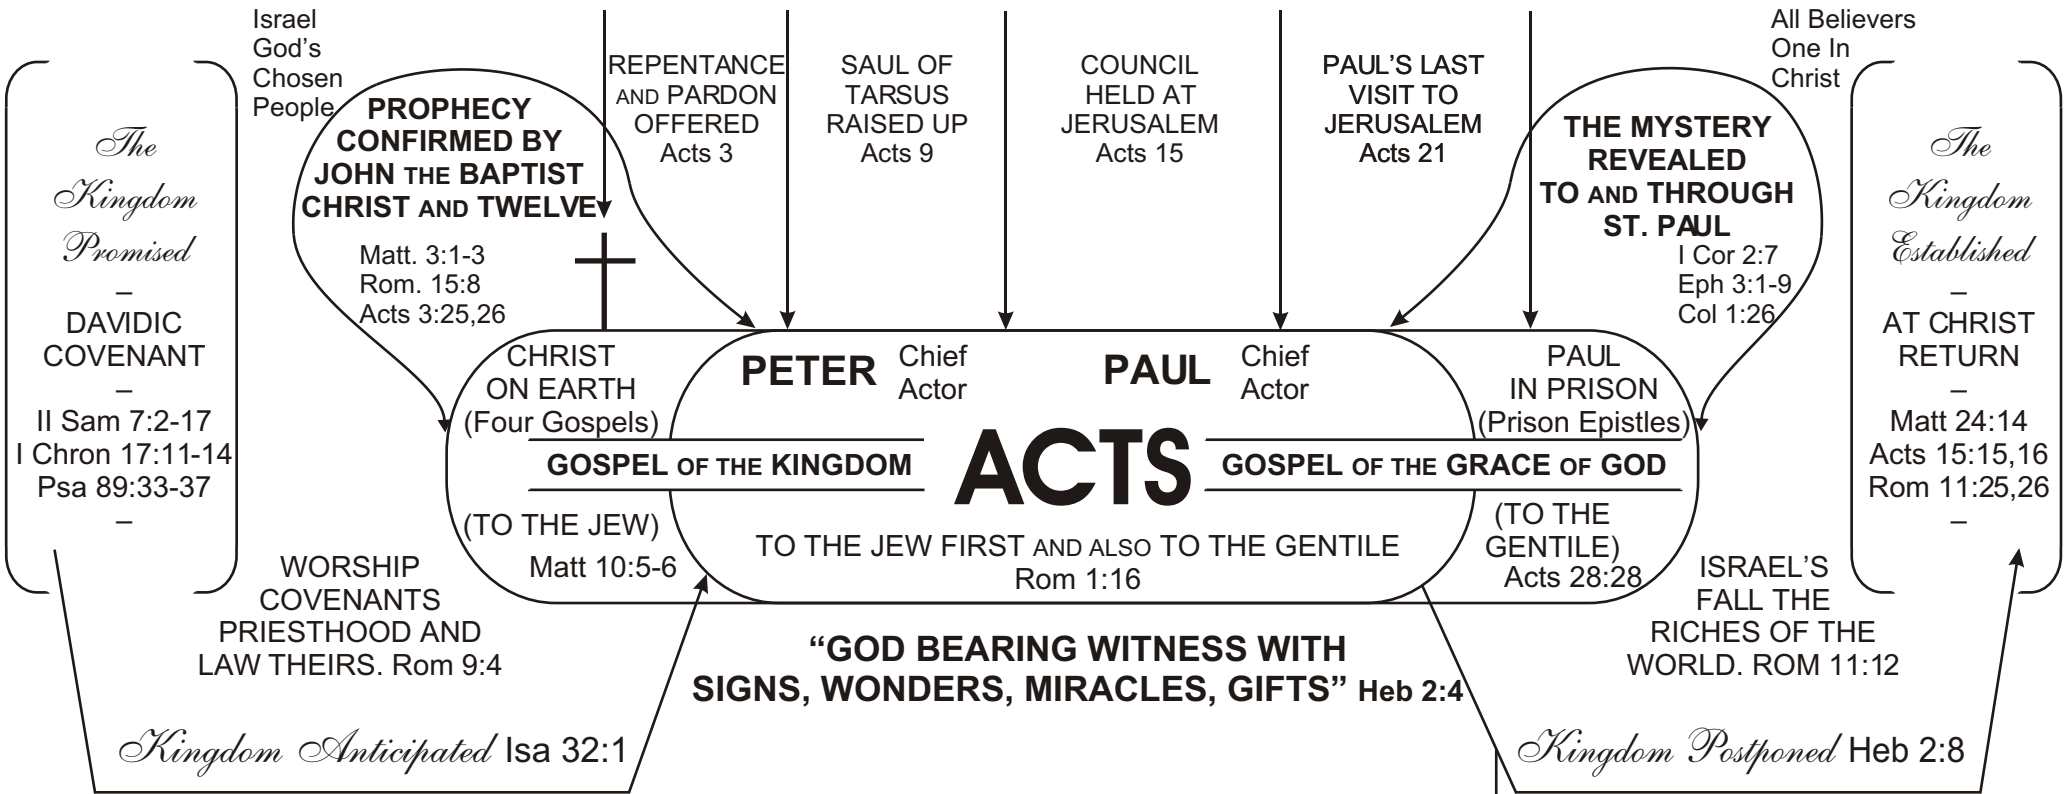 Israel
God's
Chosen
People
The
Kingdom
Promised
–
DAVIDIC
COVENANT
–
II Sam 7:2-17
I Chron 17:11-14
Psa 89:33-37
–
PROPHECY
CONFIRMED BY
JOHN THE BAPTIST
CHRIST AND TWELVE
Matt. 3:1-3
Rom. 15:8
Acts 3:25,26
REPENTANCE
AND PARDON
OFFERED
Acts 3
SAUL OF
TARSUS
RAISED UP
Acts 9
COUNCIL
HELD AT
JERUSALEM
Acts 15
PAUL'S LAST
VISIT TO
JERUSALEM
Acts 21
THE MYSTERY
REVEALED
TO AND THROUGH
ST. PAUL
I Cor 2:7
Eph 3:1-9
Col 1:26
All Believers
One In
Christ
The
Kingdom
Established
–
AT CHRIST
RETURN
–
Matt 24:14
Acts 15:15,16
Rom 11:25,26
–
CHRIST
ON EARTH
(Four Gospels)
PETER Chief
Actor
PAUL Chief
Actor
PAUL
IN PRISON
(Prison Epistles)
GOSPEL OF THE KINGDOM
ACTS
GOSPEL OF THE GRACE OF GOD
(TO THE JEW)
Matt 10:5-6
TO THE JEW FIRST AND ALSO TO THE GENTILE
Rom 1:16
(TO THE
GENTILE)
Acts 28:28
WORSHIP
COVENANTS
PRIESTHOOD AND
LAW THEIRS. Rom 9:4
“GOD BEARING WITNESS WITH
SIGNS, WONDERS, MIRACLES, GIFTS” Heb 2:4
ISRAEL'S
FALL THE
RICHES OF THE
WORLD. ROM 11:12
Kingdom Anticipated Isa 32:1
Kingdom Postponed Heb 2:8